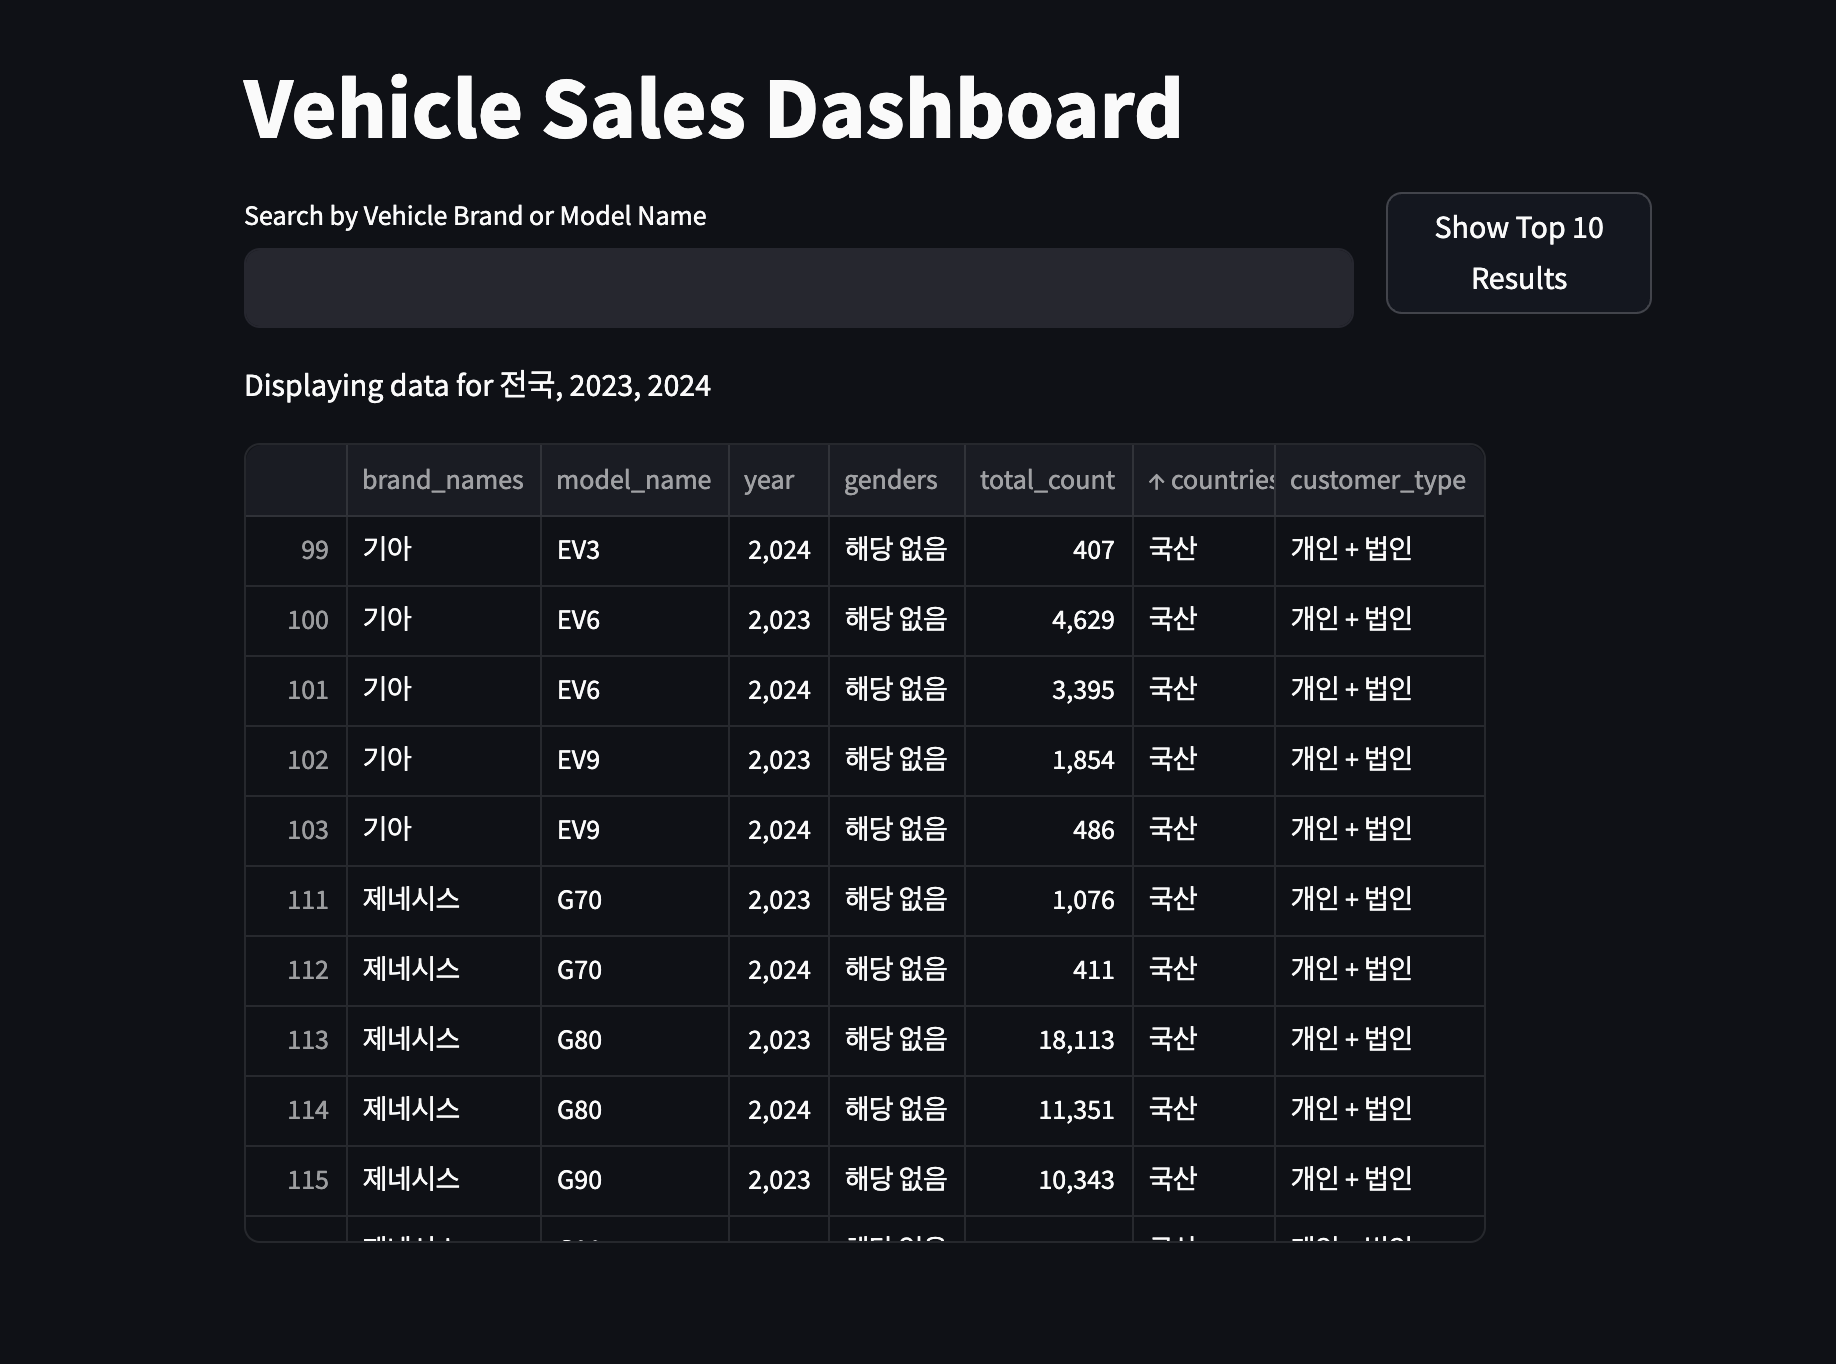 Vehicle Sales Dashboard
Search by Vehicle Brand or Model Name
Show Top 10
Results
Displaying data for 전국, 2023, 2024
brand_names model_name year genders total_count ↑ countries customer_type
99 기아 EV3 2,024 해당 없음 407 국산 개인 + 법인
100 기아 EV6 2,023 해당 없음 4,629 국산 개인 + 법인
101 기아 EV6 2,024 해당 없음 3,395 국산 개인 + 법인
102 기아 EV9 2,023 해당 없음 1,854 국산 개인 + 법인
103 기아 EV9 2,024 해당 없음 486 국산 개인 + 법인
111 제네시스 G70 2,023 해당 없음 1,076 국산 개인 + 법인
112 제네시스 G70 2,024 해당 없음 411 국산 개인 + 법인
113 제네시스 G80 2,023 해당 없음 18,113 국산 개인 + 법인
114 제네시스 G80 2,024 해당 없음 11,351 국산 개인 + 법인
115 제네시스 G90 2,023 해당 없음 10,343 국산 개인 + 법인